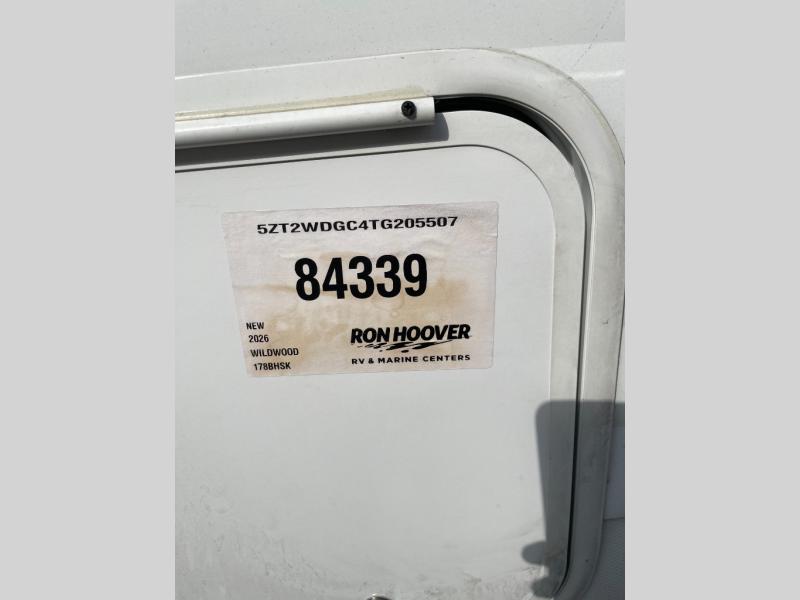 5ZT2WDGC4TG205507
84339
NEW
2026
WILDWOOD
178BHSK
RON HOOVER
RV & MARINE CENTERS